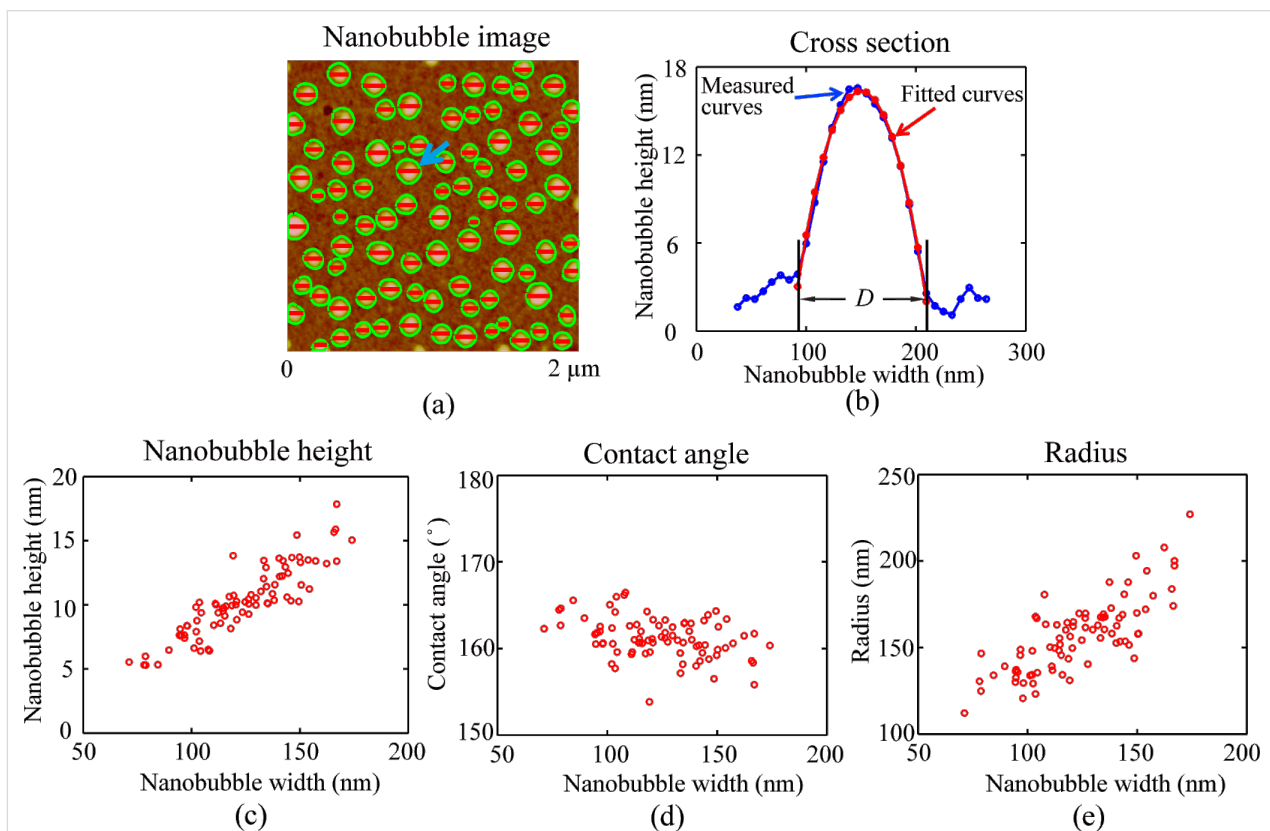 Nanobubble image
0
2 μm
(a)
Cross section
Nanobubble height (nm)
18
12
6
0
Measured
curves
Fitted curves
D
0
100
200
300
Nanobubble width (nm)
(b)
Nanobubble height
Nanobubble height (nm)
20
15
10
5
0
50
100
150
200
Nanobubble width (nm)
(c)
Contact angle
Contact angle (°)
180
170
160
150
50
100
150
200
Nanobubble width (nm)
(d)
Radius
Radius (nm)
250
200
150
100
50
100
150
200
Nanobubble width (nm)
(e)